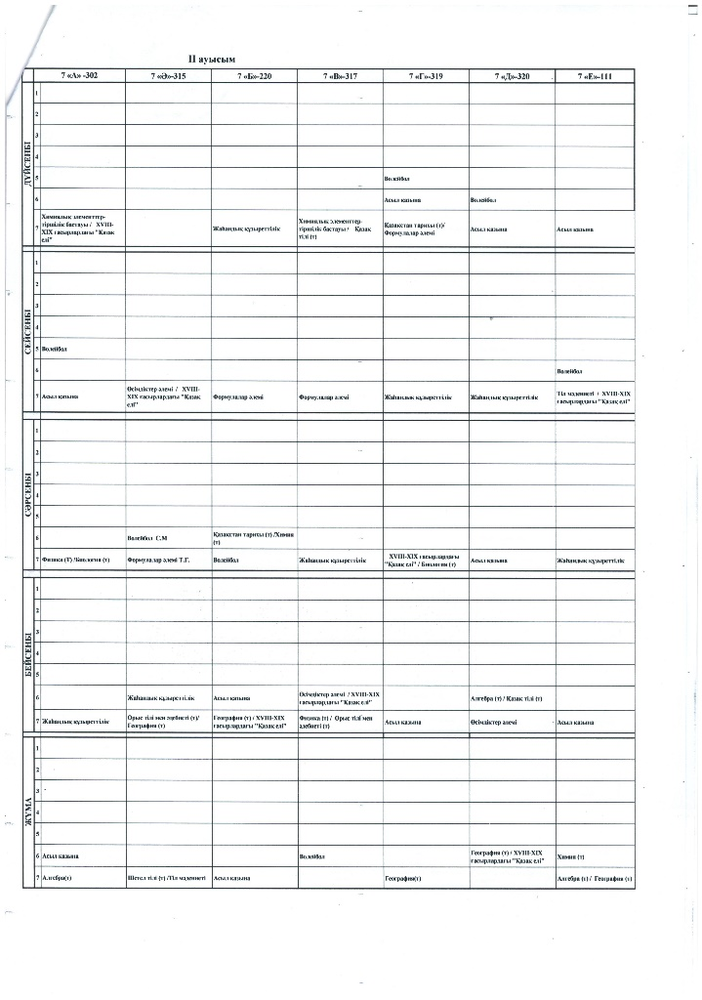 II ауысым
7 «А» -302 7 «Ә»-315 7 «Б»-220 7 «В»-317 7 «Г»-319 7 «Д»-320 7 «Е»-111
ДҮЙСЕНБІ
1
2
3
4
5 Волейбол
6 Асыл қазына Волейбол
7 Химиялық элементтер- тіршілік бастауы / XVIII- XIX ғасырлардағы "Қазақ елі" Жаһандық құзыреттілік Химиялық элементтер- тіршілік бастауы / Қазақ тілі (т) Қазақстан тарихы (т)/ Формулалар әлемі Асыл қазына Асыл қазына
СЕЙСЕНБІ
1
2
3
4
5 Волейбол
6 Волейбол
7 Асыл қазына Өсімдіктер әлемі / XVIII- XIX ғасырлардағы "Қазақ елі" Формулалар әлемі Формулалар әлемі Жаһандық құзыреттілік Жаһандық құзыреттілік Тіл мәдениеті / XVIII-XIX ғасырлардағы "Қазақ елі"
СӘРСЕНБІ
1
2
3
4
5
6 Волейбол С.М Қазақстан тарихы (т) /Химия (т)
7 Физика (Т) /Биология (т) Формулалар әлемі Т.Г. Волейбол Жаһандық құзыреттілік XVIII-XIX ғасырлардағы "Қазақ елі" / Биология (т) Асыл қазына Жаһандық құзыреттілік
БЕЙСЕНБІ
1
2
3
4
5
6 Жаһандық құзыреттілік Асыл қазына Өсімдіктер әлемі / XVIII-XIX ғасырлардағы "Қазақ елі" Алгебра (т) / Қазақ тілі (т)
7 Жаһандық құзыреттілік Орыс тілі мен әдебиеті (т)/ География (т) География (т) / XVIII-XIX ғасырлардағы "Қазақ елі" Физика (т) / Орыс тілі мен әдебиеті (т) Асыл қазына Өсімдіктер әлемі Асыл қазына
ЖҰМА
1
2
3
4
5
6 Асыл қазына Волейбол География (т) / XVIII-XIX ғасырлардағы "Қазақ елі" Химия (т)
7 Алгебра(т) Шетел тілі (т) /Тіл мәдениеті Асыл қазына География(т) Алгебра (т) / География (т)